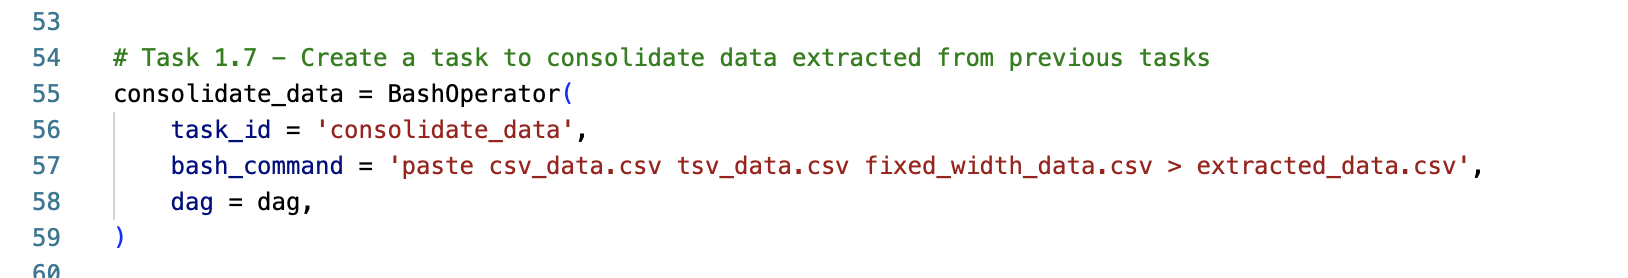 53
54 # Task 1.7 – Create a task to consolidate data extracted from previous tasks
55 consolidate_data = BashOperator(
56 task_id = 'consolidate_data',
57 bash_command = 'paste csv_data.csv tsv_data.csv fixed_width_data.csv > extracted_data.csv',
58 dag = dag,
59 )
60